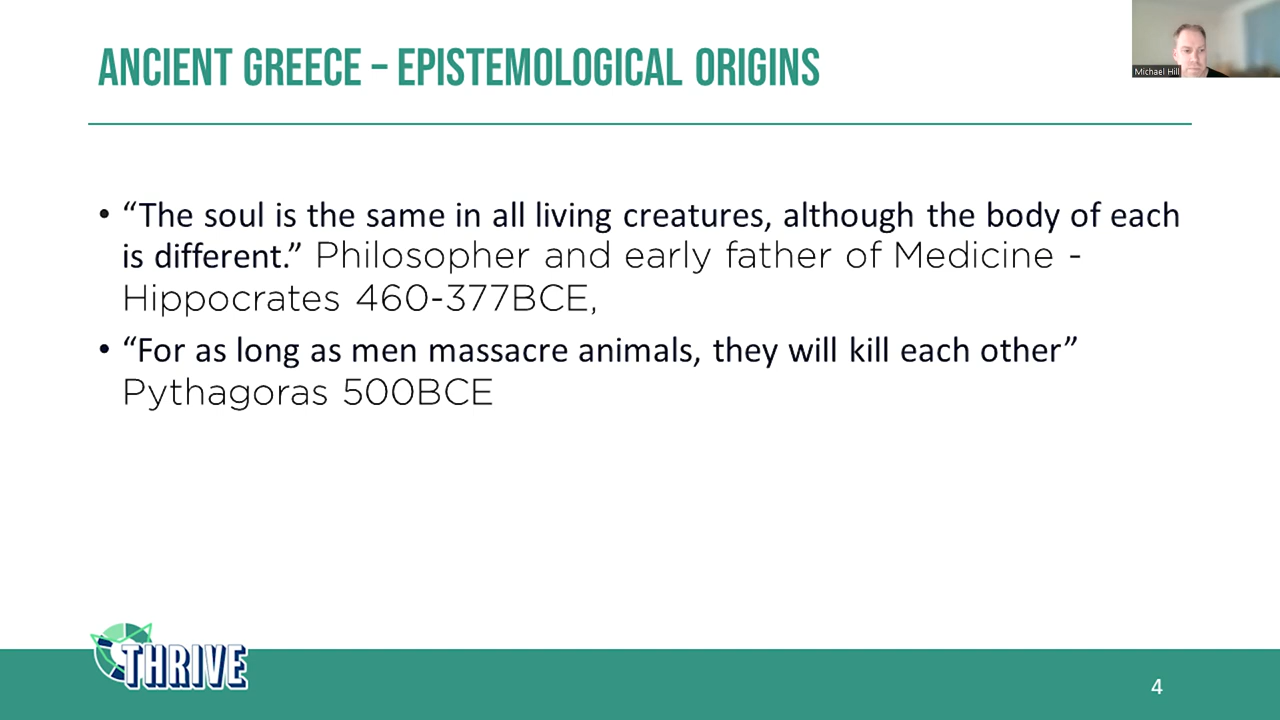 ANCIENT GREECE – EPISTEMOLOGICAL ORIGINS
Michael Hill
• “The soul is the same in all living creatures, although the body of each
is different.” Philosopher and early father of Medicine -
Hippocrates 460-377BCE,
• “For as long as men massacre animals, they will kill each other”
Pythagoras 500BCE
THRIVE
4